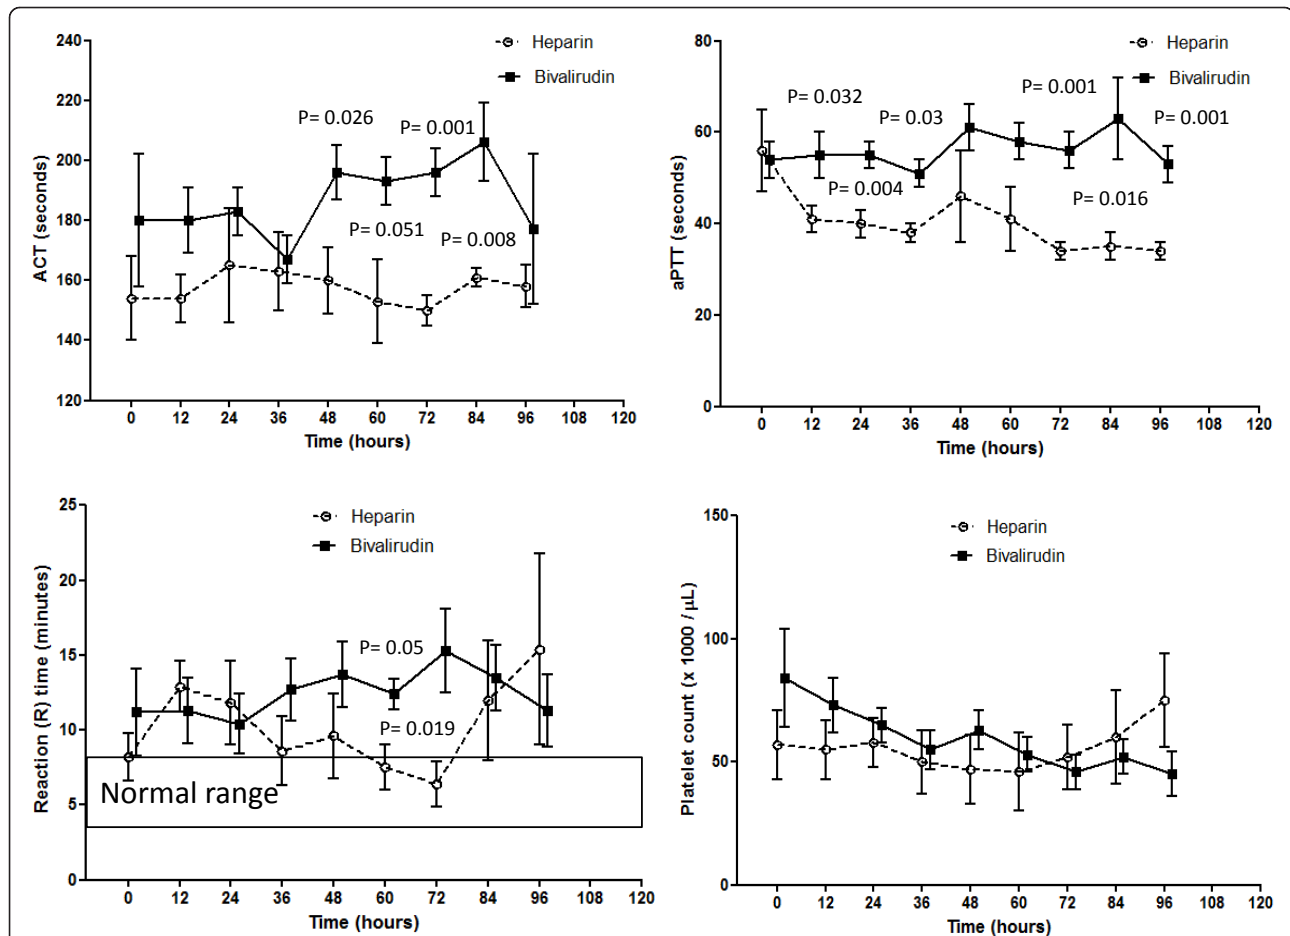 240
220
200
180
160
140
120
ACT (seconds)
Heparin
Bivalirudin
P= 0.026
P= 0.001
P= 0.051
P= 0.008
0 12 24 36 48 60 72 84 96 108 120
Time (hours)
80
60
40
20
0
aPTT (seconds)
Heparin
Bivalirudin
P= 0.001
P= 0.032
P= 0.03
P= 0.001
P= 0.004
P= 0.016
0 12 24 36 48 60 72 84 96 108 120
Time (hours)
25
20
15
10
5
0
Reaction (R) time (minutes)
Heparin
Bivalirudin
P= 0.05
P= 0.019
Normal range
0 12 24 36 48 60 72 84 96 108 120
Time (hours)
150
100
50
0
Platelet count (x 1000 / µL)
Heparin
Bivalirudin
0 12 24 36 48 60 72 84 96 108 120
Time (hours)